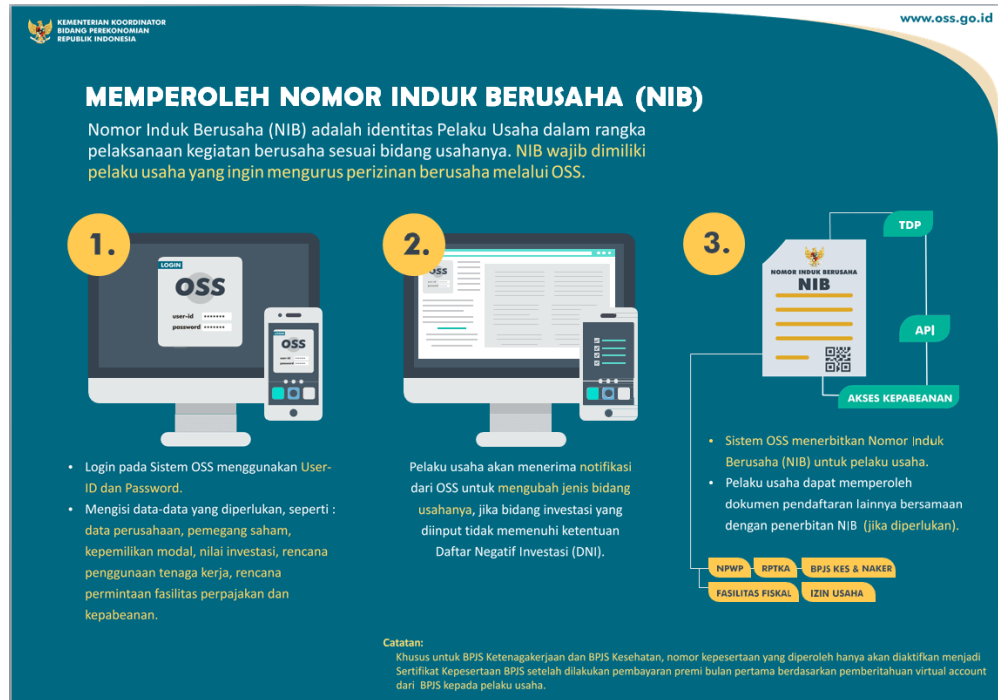 KEMENTERIAN KOORDINATOR
BIDANG PEREKONOMIAN
REPUBLIK INDONESIA
www.oss.go.id
MEMPEROLEH NOMOR INDUK BERUSAHA (NIB)
Nomor Induk Berusaha (NIB) adalah identitas Pelaku Usaha dalam rangka
pelaksanaan kegiatan berusaha sesuai bidang usahanya. NIB wajib dimiliki
pelaku usaha yang ingin mengurus perizinan berusaha melalui OSS.
1.
LOGIN
OSS
user-id *******
password *******
OSS
• Login pada Sistem OSS menggunakan User-
ID dan Password.
• Mengisi data-data yang diperlukan, seperti :
data perusahaan, pemegang saham,
kepemilikan modal, nilai investasi, rencana
penggunaan tenaga kerja, rencana
permintaan fasilitas perpajakan dan
kepabeanan.
2.
OSS
Pelaku usaha akan menerima notifikasi
dari OSS untuk mengubah jenis bidang
usahanya, jika bidang investasi yang
diinput tidak memenuhi ketentuan
Daftar Negatif Investasi (DNI).
3.
NOMOR INDUK BERUSAHA
NIB
TDP
API
AKSES KEPABEANAN
• Sistem OSS menerbitkan Nomor Induk
Berusaha (NIB) untuk pelaku usaha.
• Pelaku usaha dapat memperoleh
dokumen pendaftaran lainnya bersamaan
dengan penerbitan NIB (jika diperlukan).
NPWP RPTKA BPJS KES & NAKER
FASILITAS FISKAL IZIN USAHA
Catatan:
Khusus untuk BPJS Ketenagakerjaan dan BPJS Kesehatan, nomor kepesertaan yang diperoleh hanya akan diaktifkan menjadi
Sertifikat Kepesertaan BPJS setelah dilakukan pembayaran premi bulan pertama berdasarkan pemberitahuan virtual account
dari BPJS kepada pelaku usaha.